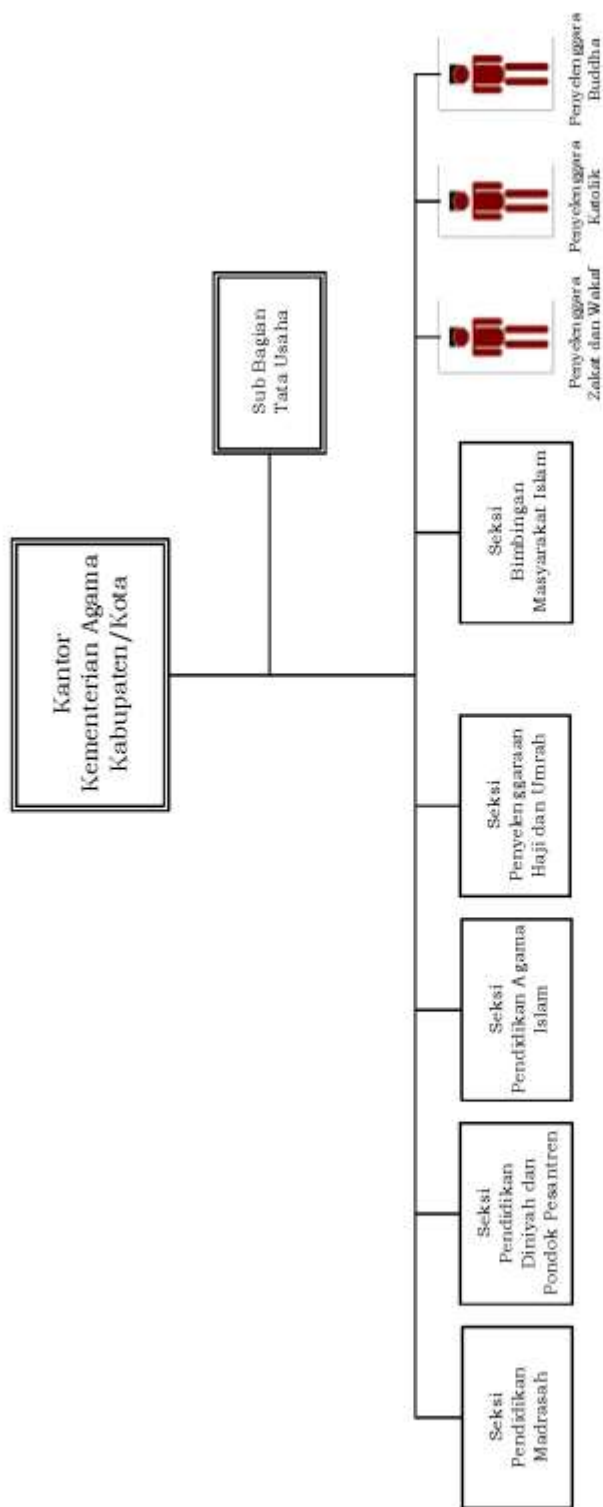 Kantor
Kementerian Agama
Kabupaten/Kota
Sub Bagian
Tata Usaha
Seksi
Pendidikan
Madrasah
Seksi
Pendidikan
Diniyah dan
Pondok Pesantren
Seksi
Pendidikan Agama
Islam
Seksi
Penyelenggaraan
Haji dan Umrah
Seksi
Bimbingan
Masyarakat Islam
Penyelenggara
Zakat dan Wakaf
Penyelenggara
Katolik
Penyelenggara
Buddha